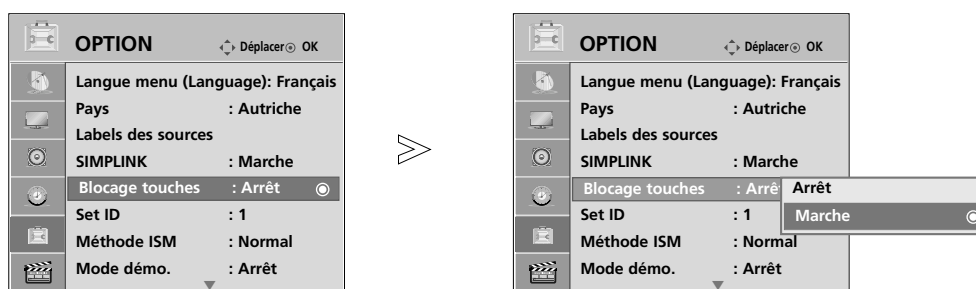 OPTION
Déplacer OK
Langue menu (Language): Français
Pays : Autriche
Labels des sources
SIMPLINK : Marche
Blocage touches : Arrêt
Set ID : 1
Méthode ISM : Normal
Mode démo. : Arrêt
OPTION
Déplacer OK
Langue menu (Language): Français
Pays : Autriche
Labels des sources
SIMPLINK : Marche
Blocage touches : Arrê
Arrêt
Marche
Set ID : 1
Méthode ISM : Normal
Mode démo. : Arrêt